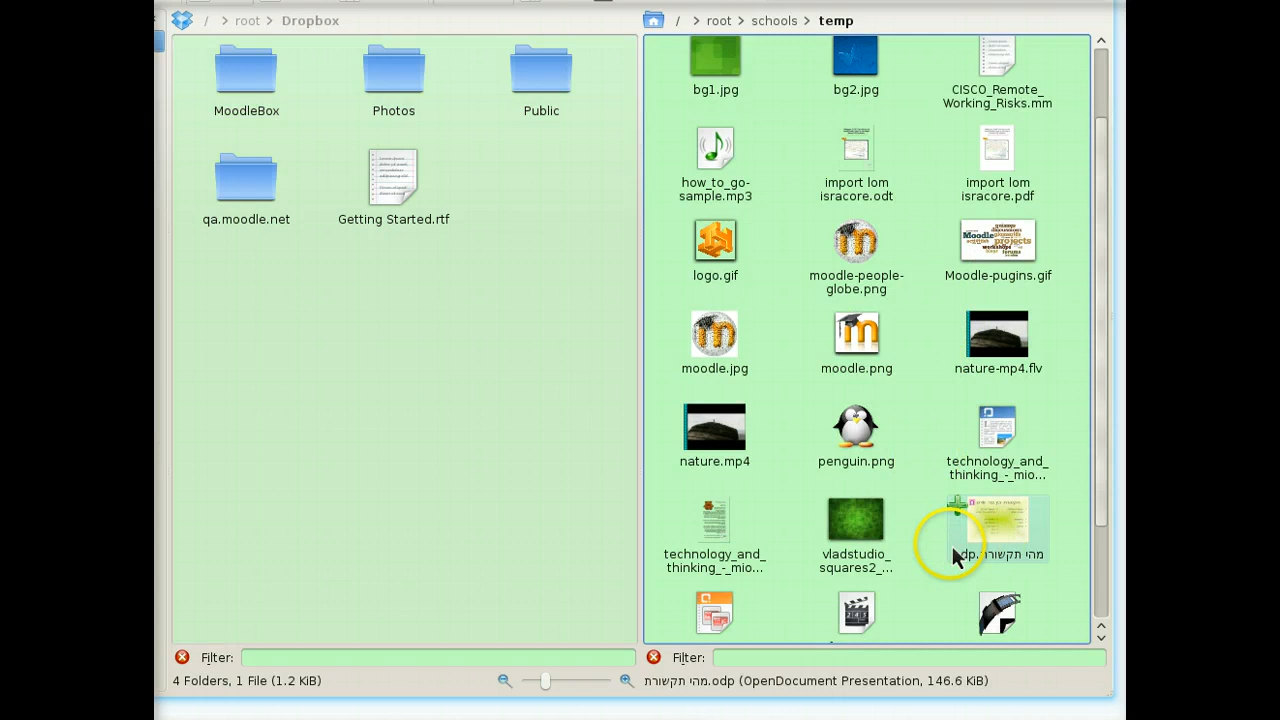 / > root > Dropbox
/ > root > schools > temp
MoodleBox
Photos
Public
qa.moodle.net
Getting Started.rtf
bg1.jpg
bg2.jpg
CISCO_Remote_
Working_Risks.mm
how_to_go-
sample.mp3
import lom
isracore.odt
import lom
isracore.pdf
logo.gif
moodle-people-
globe.png
Moodle-pugins.gif
moodle.jpg
moodle.png
nature-mp4.flv
nature.mp4
penguin.png
technology_and_
thinking_-_mio...
technology_and_
thinking_-_mio...
vladstudio_
squares2_...
מהי תקשורת.odp
Filter:
Filter:
4 Folders, 1 File (1.2 KiB)
מהי תקשורת.odp (OpenDocument Presentation, 146.6 KiB)